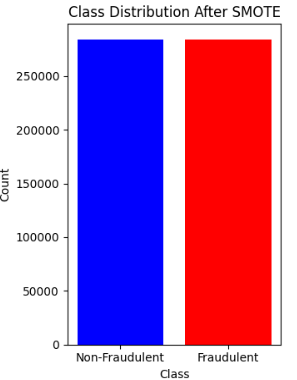 Class Distribution After SMOTE
250000
200000
150000
100000
50000
0
Count
Non-Fraudulent
Fraudulent
Class